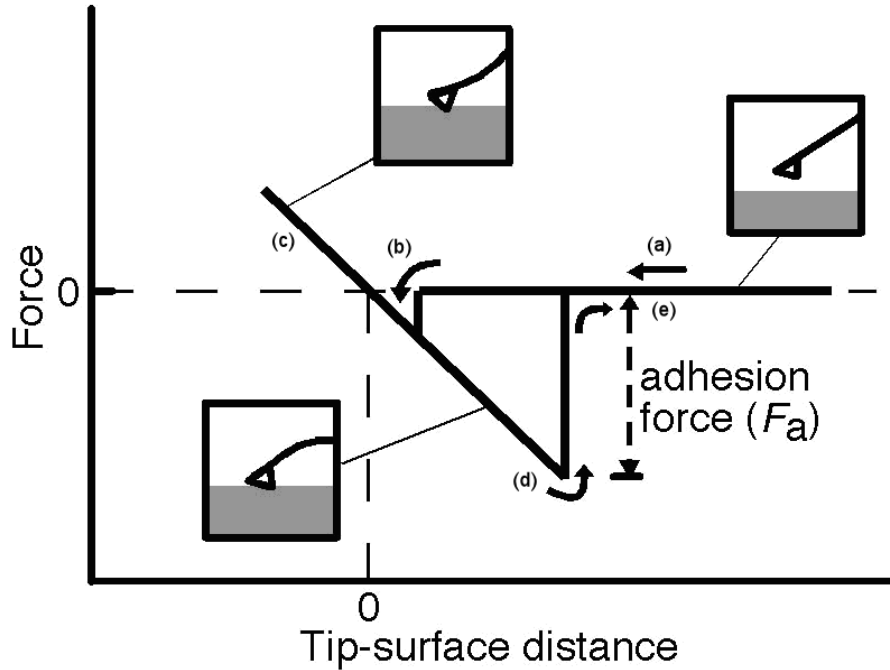 (c)
(b)
(a)
0
(e)
Force
adhesion
force (Fa)
(d)
0
Tip-surface distance